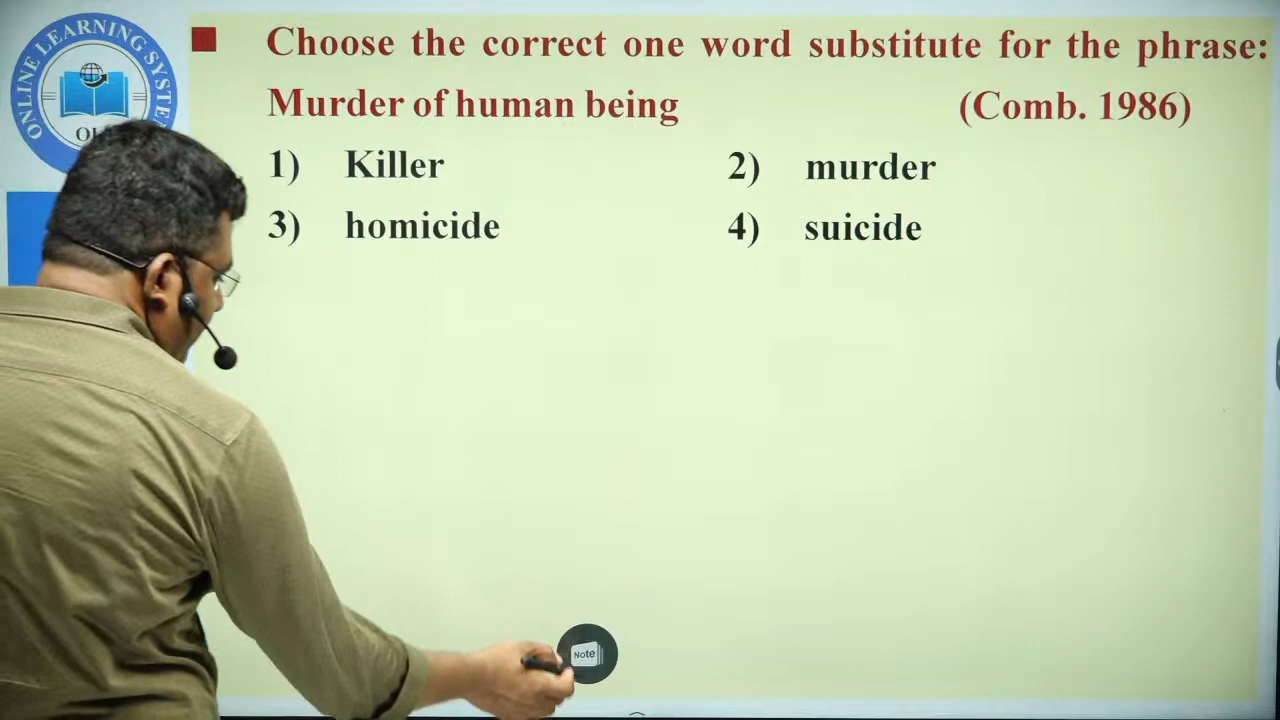 ONLINE LEARNING SYSTE
Choose the correct one word substitute for the phrase:
Murder of human being (Comb. 1986)
1) Killer 2) murder
3) homicide 4) suicide
Note